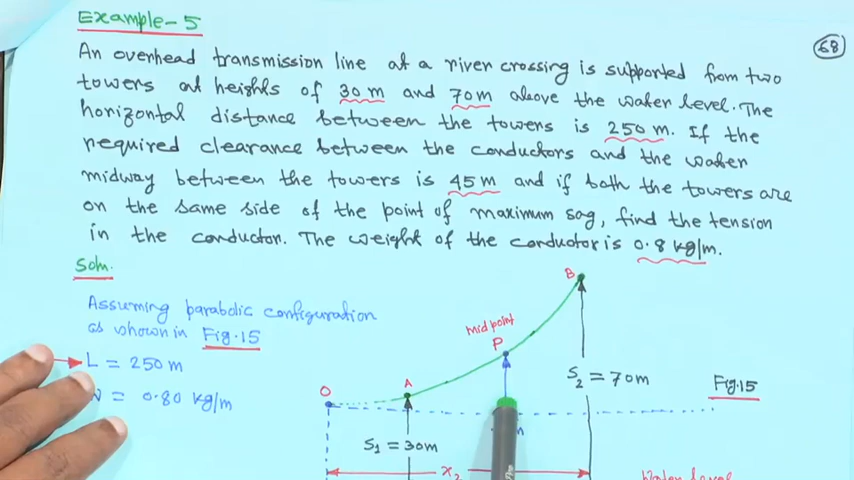 Example-5
68
An overhead transmission line at a river crossing is supported from two
towers at heights of 30 m and 70m above the water level. The
horizontal distance between the towers is 250 m. If the
required clearance between the conductors and the water
midway between the towers is 45 m and if both the towers are
on the same side of the point of maximum sag, find the tension
in the conductor. The weight of the conductor is 0.8 kg/m.
Soln.
Assuming parabolic configuration
as shown in Fig.15
L = 250 m
= 0.80 kg/m
B
mid point
P
A
O
S2 = 70m
Fig.15
S1 = 30m
x2
Water level